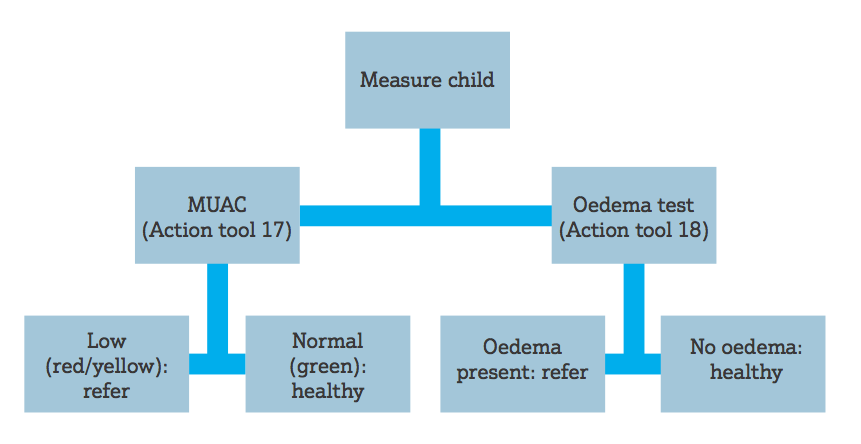 Measure child
MUAC
(Action tool 17)
Oedema test
(Action tool 18)
Low
(red/yellow):
refer
Normal
(green):
healthy
Oedema
present: refer
No oedema:
healthy